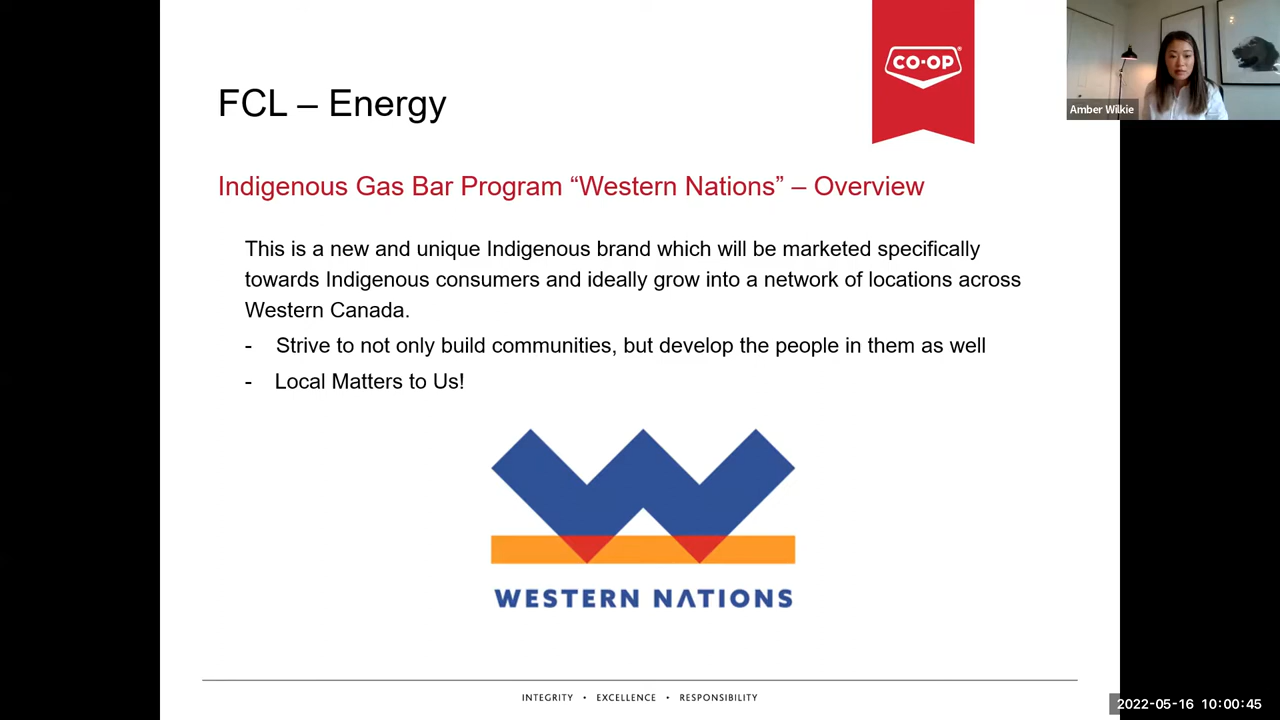 CO-OP®
Amber Wilkie
FCL – Energy
Indigenous Gas Bar Program “Western Nations” – Overview
This is a new and unique Indigenous brand which will be marketed specifically
towards Indigenous consumers and ideally grow into a network of locations across
Western Canada.
- Strive to not only build communities, but develop the people in them as well
- Local Matters to Us!
WESTERN NATIONS
INTEGRITY • EXCELLENCE • RESPONSIBILITY
2022-05-16 10:00:45